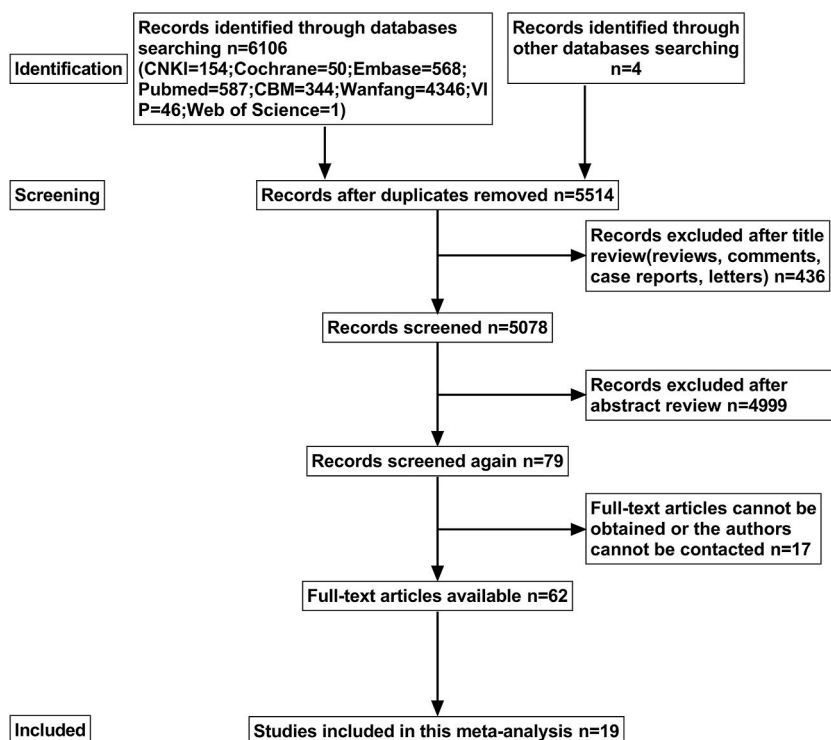 Identification
Records identified through databases
searching n=6106
(CNKI=154;Cochrane=50;Embase=568;
Pubmed=587;CBM=344;Wanfang=4346;VI
P=46;Web of Science=1)
Records identified through
other databases searching
n=4
Screening
Records after duplicates removed n=5514
Records excluded after title
review(reviews, comments,
case reports, letters) n=436
Records screened n=5078
Records excluded after
abstract review n=4999
Records screened again n=79
Full-text articles cannot be
obtained or the authors
cannot be contacted n=17
Full-text articles available n=62
Included
Studies included in this meta-analysis n=19